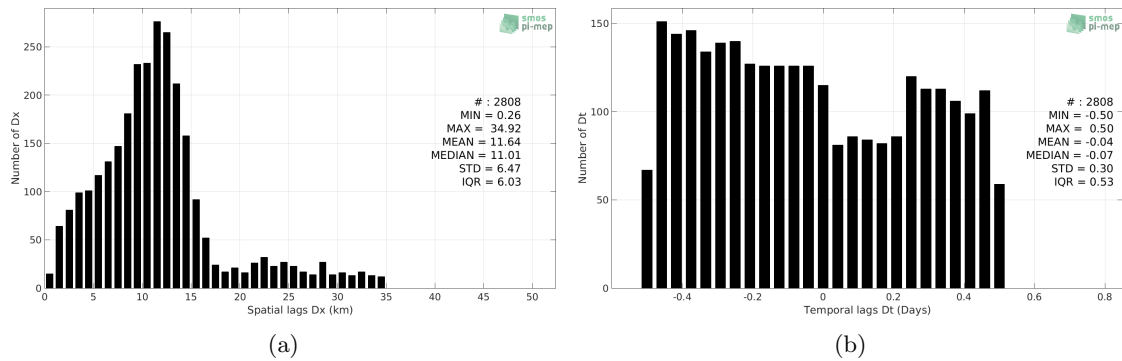 smos
pi-mep
250
200
150
100
50
0
Number of Dx
# : 2808
MIN = 0.26
MAX = 34.92
MEAN = 11.64
MEDIAN = 11.01
STD = 6.47
IQR = 6.03
0 5 10 15 20 25 30 35 40 45 50
Spatial lags Dx (km)
(a)
smos
pi-mep
150
100
50
0
Number of Dt
# : 2808
MIN = -0.50
MAX = 0.50
MEAN = -0.04
MEDIAN = -0.07
STD = 0.30
IQR = 0.53
-0.4 -0.2 0 0.2 0.4 0.6 0.8
Temporal lags Dt (Days)
(b)